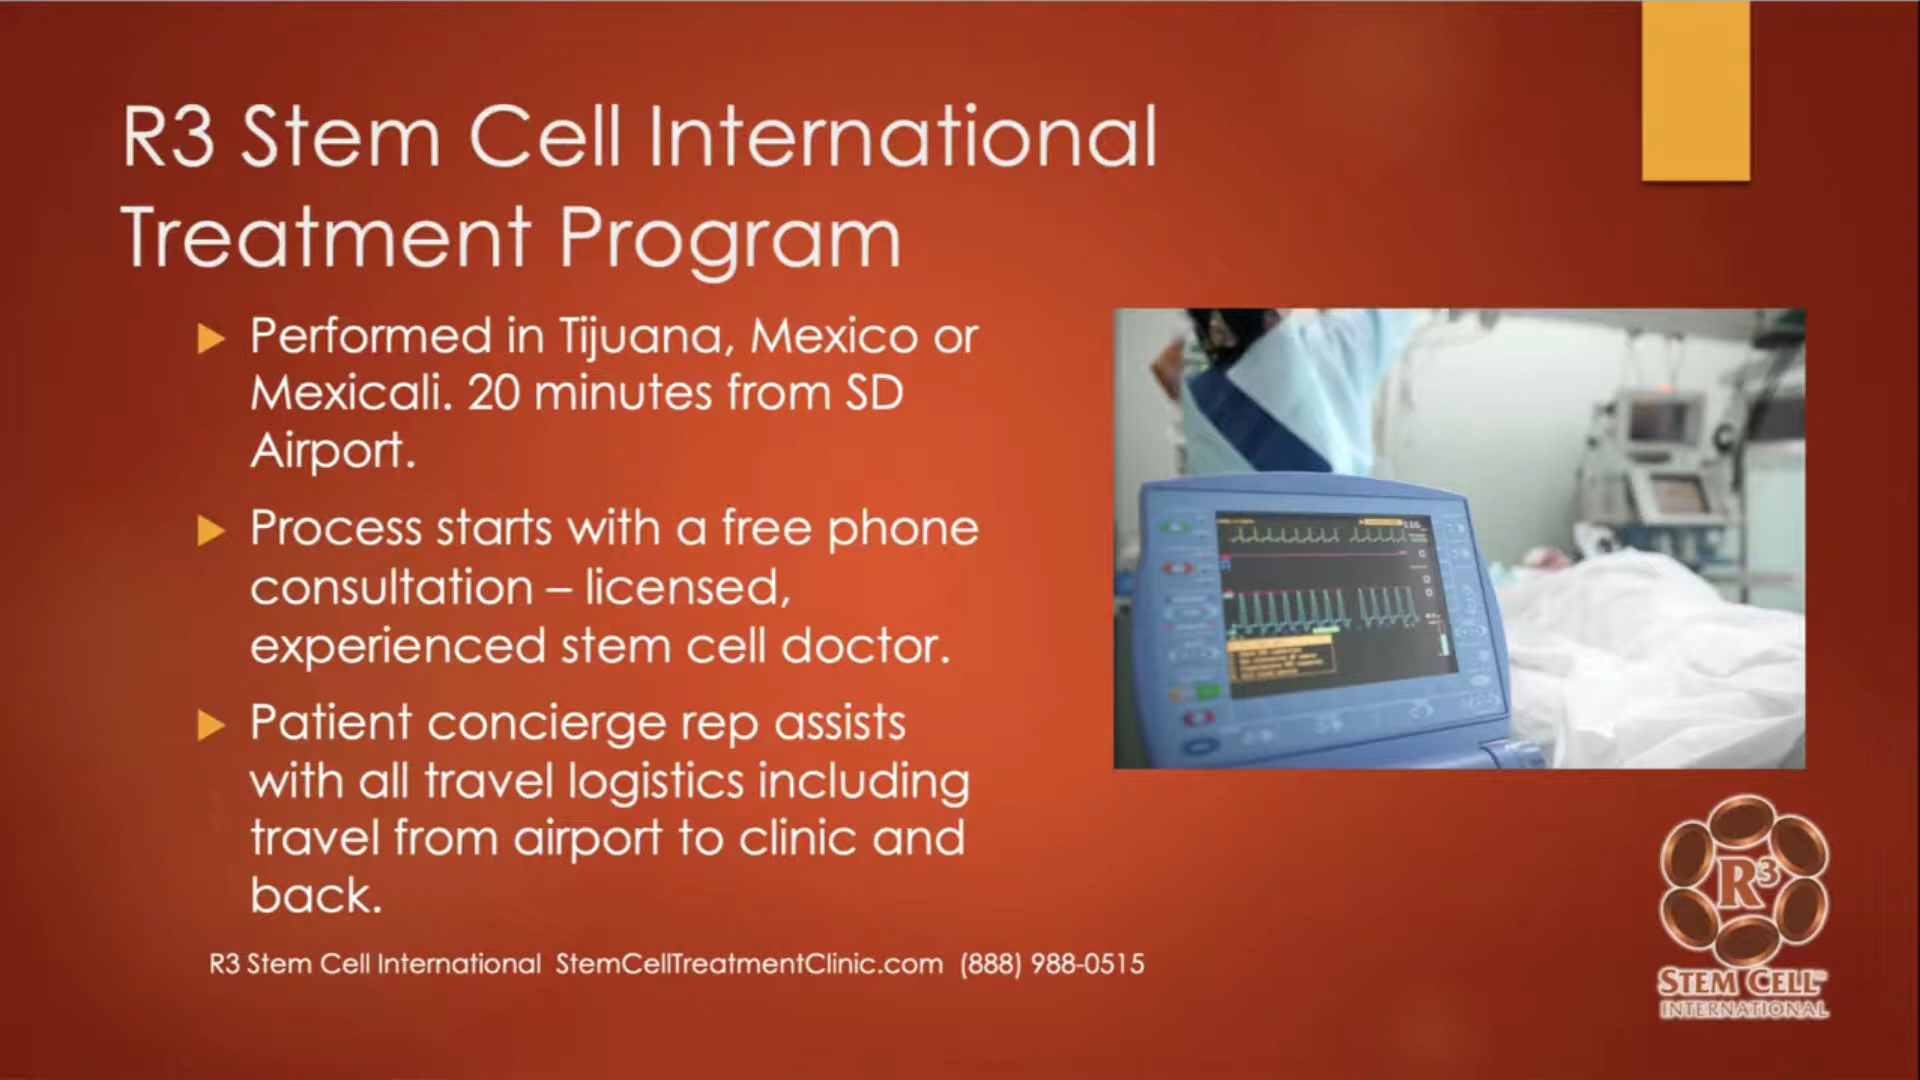 R3 Stem Cell International
Treatment Program
Performed in Tijuana, Mexico or
Mexicali. 20 minutes from SD
Airport.
Process starts with a free phone
consultation – licensed,
experienced stem cell doctor.
Patient concierge rep assists
with all travel logistics including
travel from airport to clinic and
back.
R3 Stem Cell International StemCellTreatmentClinic.com (888) 988-0515
R3
STEM CELL™
INTERNATIONAL